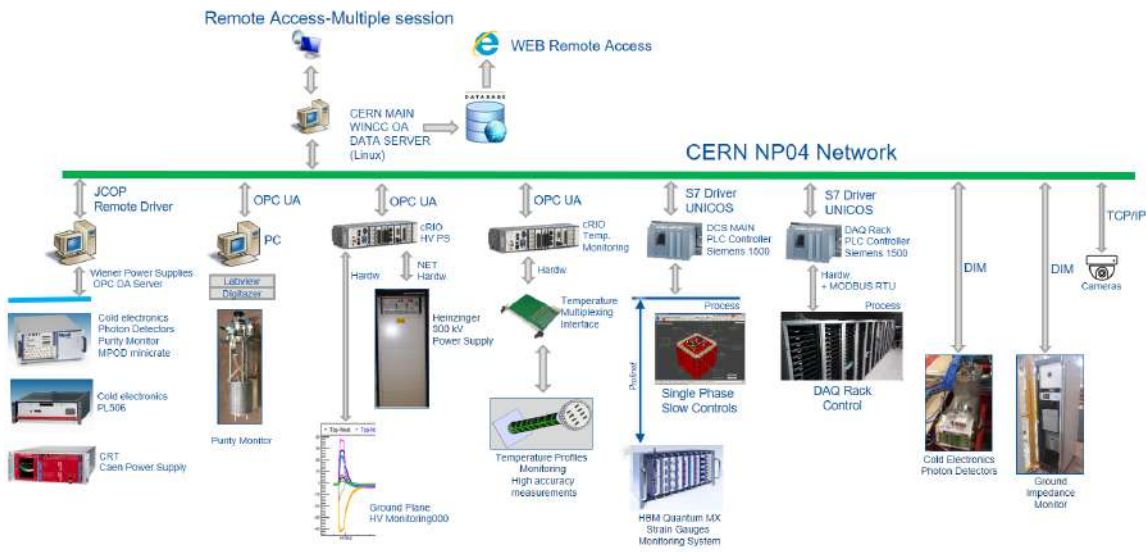 Remote Access-Multiple session
WEB Remote Access
DATABASE
CERN MAIN
WINCC OA
DATA SERVER
(Linux)
CERN NP04 Network
JCOP
Remote Driver
OPC UA
OPC UA
OPC UA
S7 Driver
UNICOS
S7 Driver
UNICOS
TCP/IP
PC
cRIO
HV PS
cRIO
Temp.
Monitoring
DCS MAIN
PLC Controller
Siemens 1500
DAQ Rack
PLC Controller
Siemens 1500
DIM
DIM
Cameras
Wiener Power Supplies
OPC DA Server
Labview
Digitazer
Hardw.
NET
Hardw.
Hardw.
Hardw.
+ MODBUS RTU
Process
Process
Cold electronics
Photon Detectors
Purity Monitor
MPOD minicrate
Heinzinger
300 kV
Power Supply
Temperature
Multiplexing
Interface
Profinet
Single Phase
Slow Controls
DAQ Rack
Control
Cold electronics
PL506
Purity Monitor
CRT
Caen Power Supply
Ground Plane
HV Monitoring000
Temperature Profiles
Monitoring
High accuracy
measurements
HBM Quantum MX
Strain Gauges
Monitoring System
Cold Electronics
Photon Detectors
Ground
Impedance
Monitor